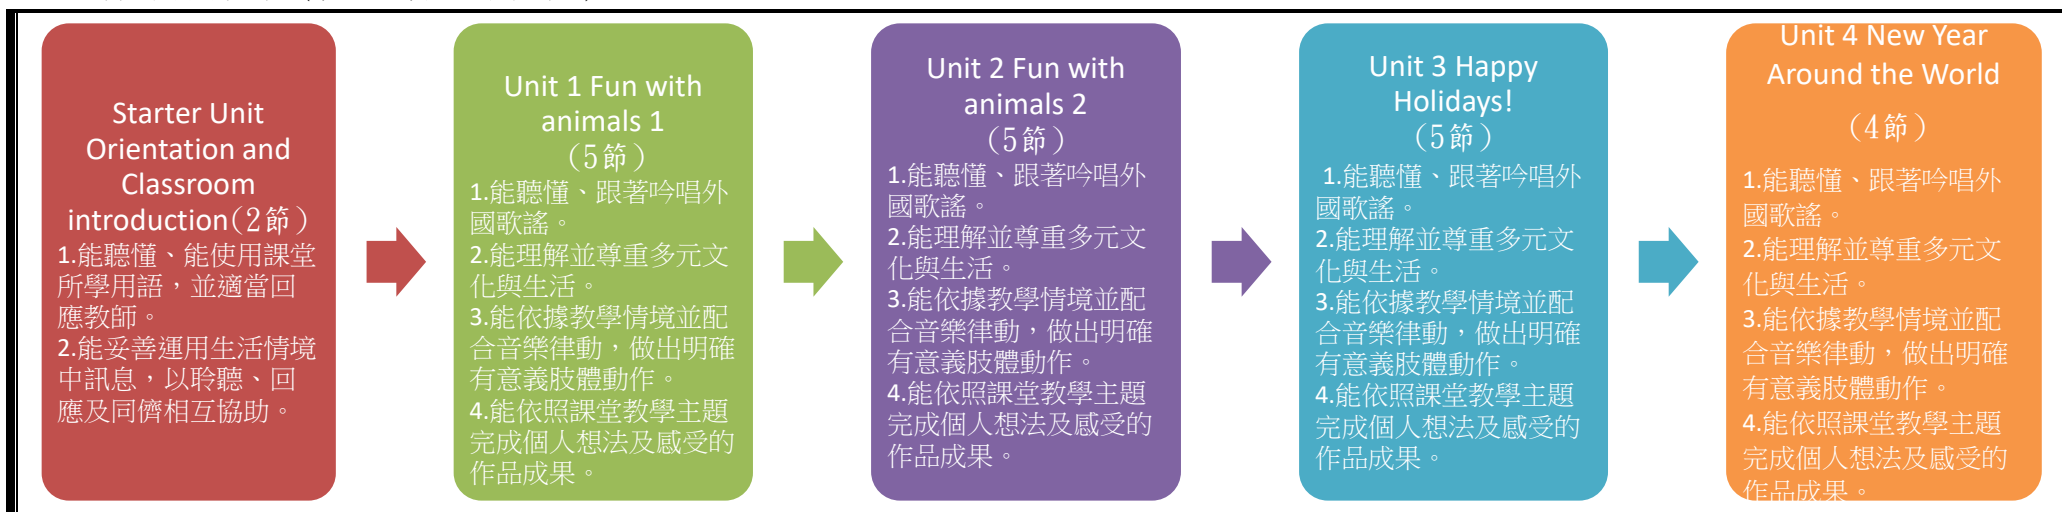 Starter Unit
Orientation and
Classroom
introduction(2節)
1.能聽懂、能使用課堂
所學用語，並適當回
應教師。
2.能妥善運用生活情境
中訊息，以聆聽、回
應及同儕相互協助。
Unit 1 Fun with
animals 1
（5節）
1.能聽懂、跟著吟唱外
國歌謠。
2.能理解並尊重多元文
化與生活。
3.能依據教學情境並配
合音樂律動，做出明確
有意義肢體動作。
4.能依照課堂教學主題
完成個人想法及感受的
作品成果。
Unit 2 Fun with
animals 2
（5節）
1.能聽懂、跟著吟唱外
國歌謠。
2.能理解並尊重多元文
化與生活。
3.能依據教學情境並配
合音樂律動，做出明確
有意義肢體動作。
4.能依照課堂教學主題
完成個人想法及感受的
作品成果。
Unit 3 Happy
Holidays!
（5節）
1.能聽懂、跟著吟唱外
國歌謠。
2.能理解並尊重多元文
化與生活。
3.能依據教學情境並配
合音樂律動，做出明確
有意義肢體動作。
4.能依照課堂教學主題
完成個人想法及感受的
作品成果。
Unit 4 New Year
Around the World
（4節）
1.能聽懂、跟著吟唱外
國歌謠。
2.能理解並尊重多元文
化與生活。
3.能依據教學情境並配
合音樂律動，做出明確
有意義肢體動作。
4.能依照課堂教學主題
完成個人想法及感受的
作品成果。